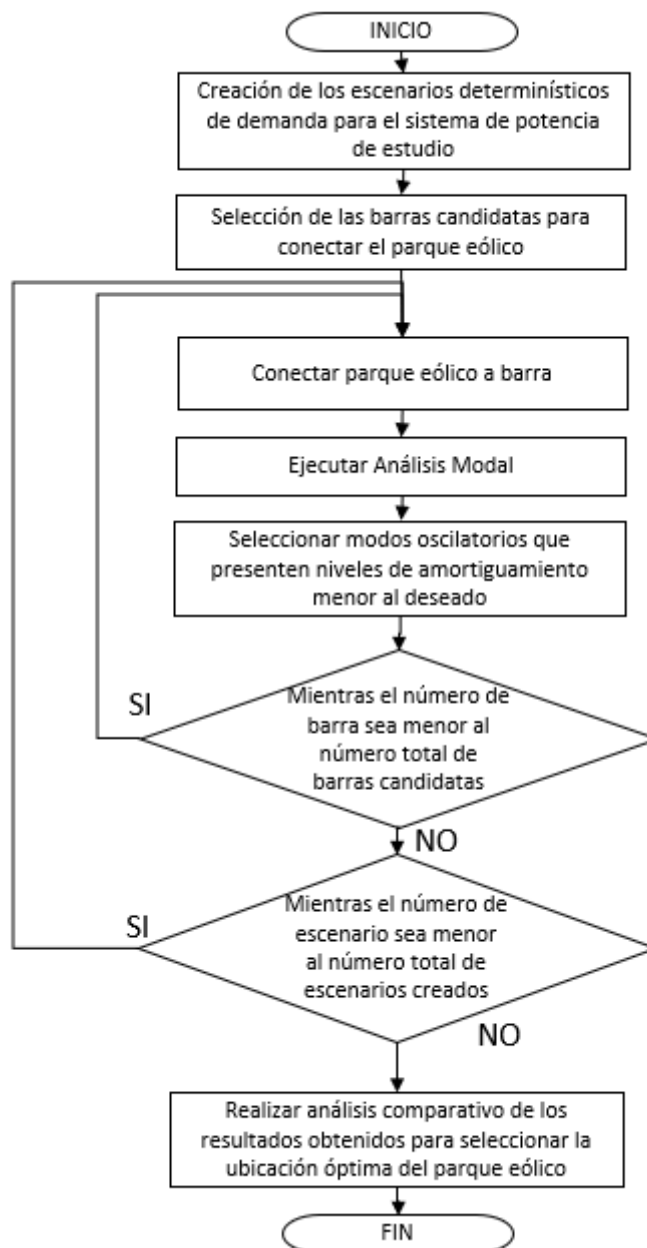 INICIO
Creación de los escenarios determinísticos
de demanda para el sistema de potencia
de estudio
Selección de las barras candidatas para
conectar el parque eólico
Conectar parque eólico a barra
Ejecutar Análisis Modal
Seleccionar modos oscilatorios que
presenten niveles de amortiguamiento
menor al deseado
SI
Mientras el número de
barra sea menor al
número total de
barras candidatas
NO
SI
Mientras el número de
escenario sea menor
al número total de
escenarios creados
NO
Realizar análisis comparativo de los
resultados obtenidos para seleccionar la
ubicación óptima del parque eólico
FIN